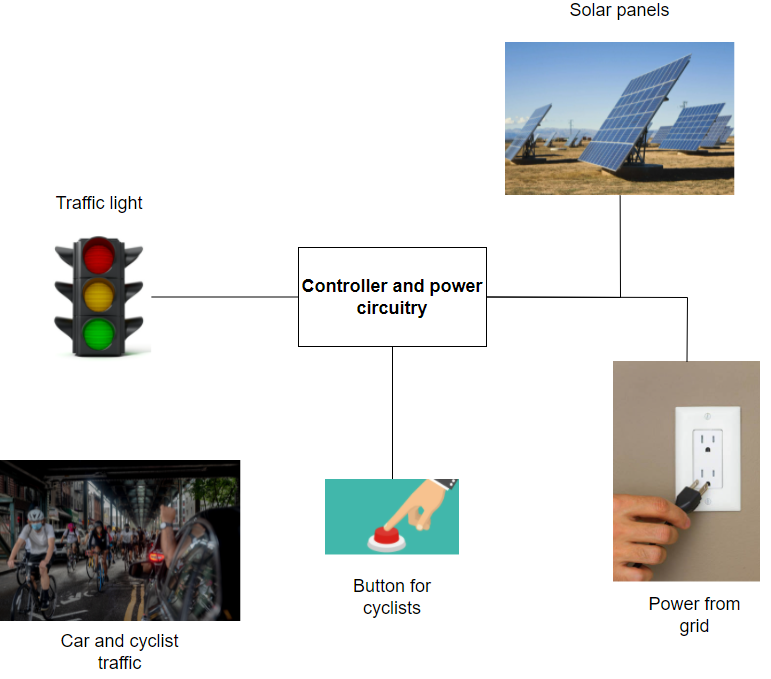 Solar panels
Traffic light
Controller and power
circuitry
Button for
cyclists
Power from
grid
Car and cyclist
traffic